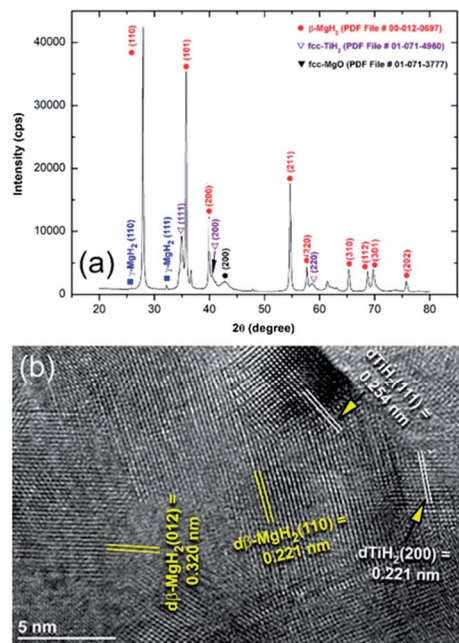 (a)
Intensity (cps)
40000
30000
20000
10000
0
20 30 40 50 60 70 80
2θ (degree)
β-MgH₂ (PDF File # 00-012-0697)
fcc-TiH₂ (PDF File # 01-071-4960)
fcc-MgO (PDF File # 01-071-3777)
γ-MgH2 (110)
(110)
γ-MgH2 (111)
(111)
(101)
(200)
(200)
(200)
(211)
(220)
(220)
(310)
(112)
(301)
(202)
(b)
dTiH₂(111) =
0.254 nm
dβ-MgH₂(012) =
0.320 nm
dβ-MgH₂(110) =
0.221 nm
dTiH₂(200) =
0.221 nm
5 nm